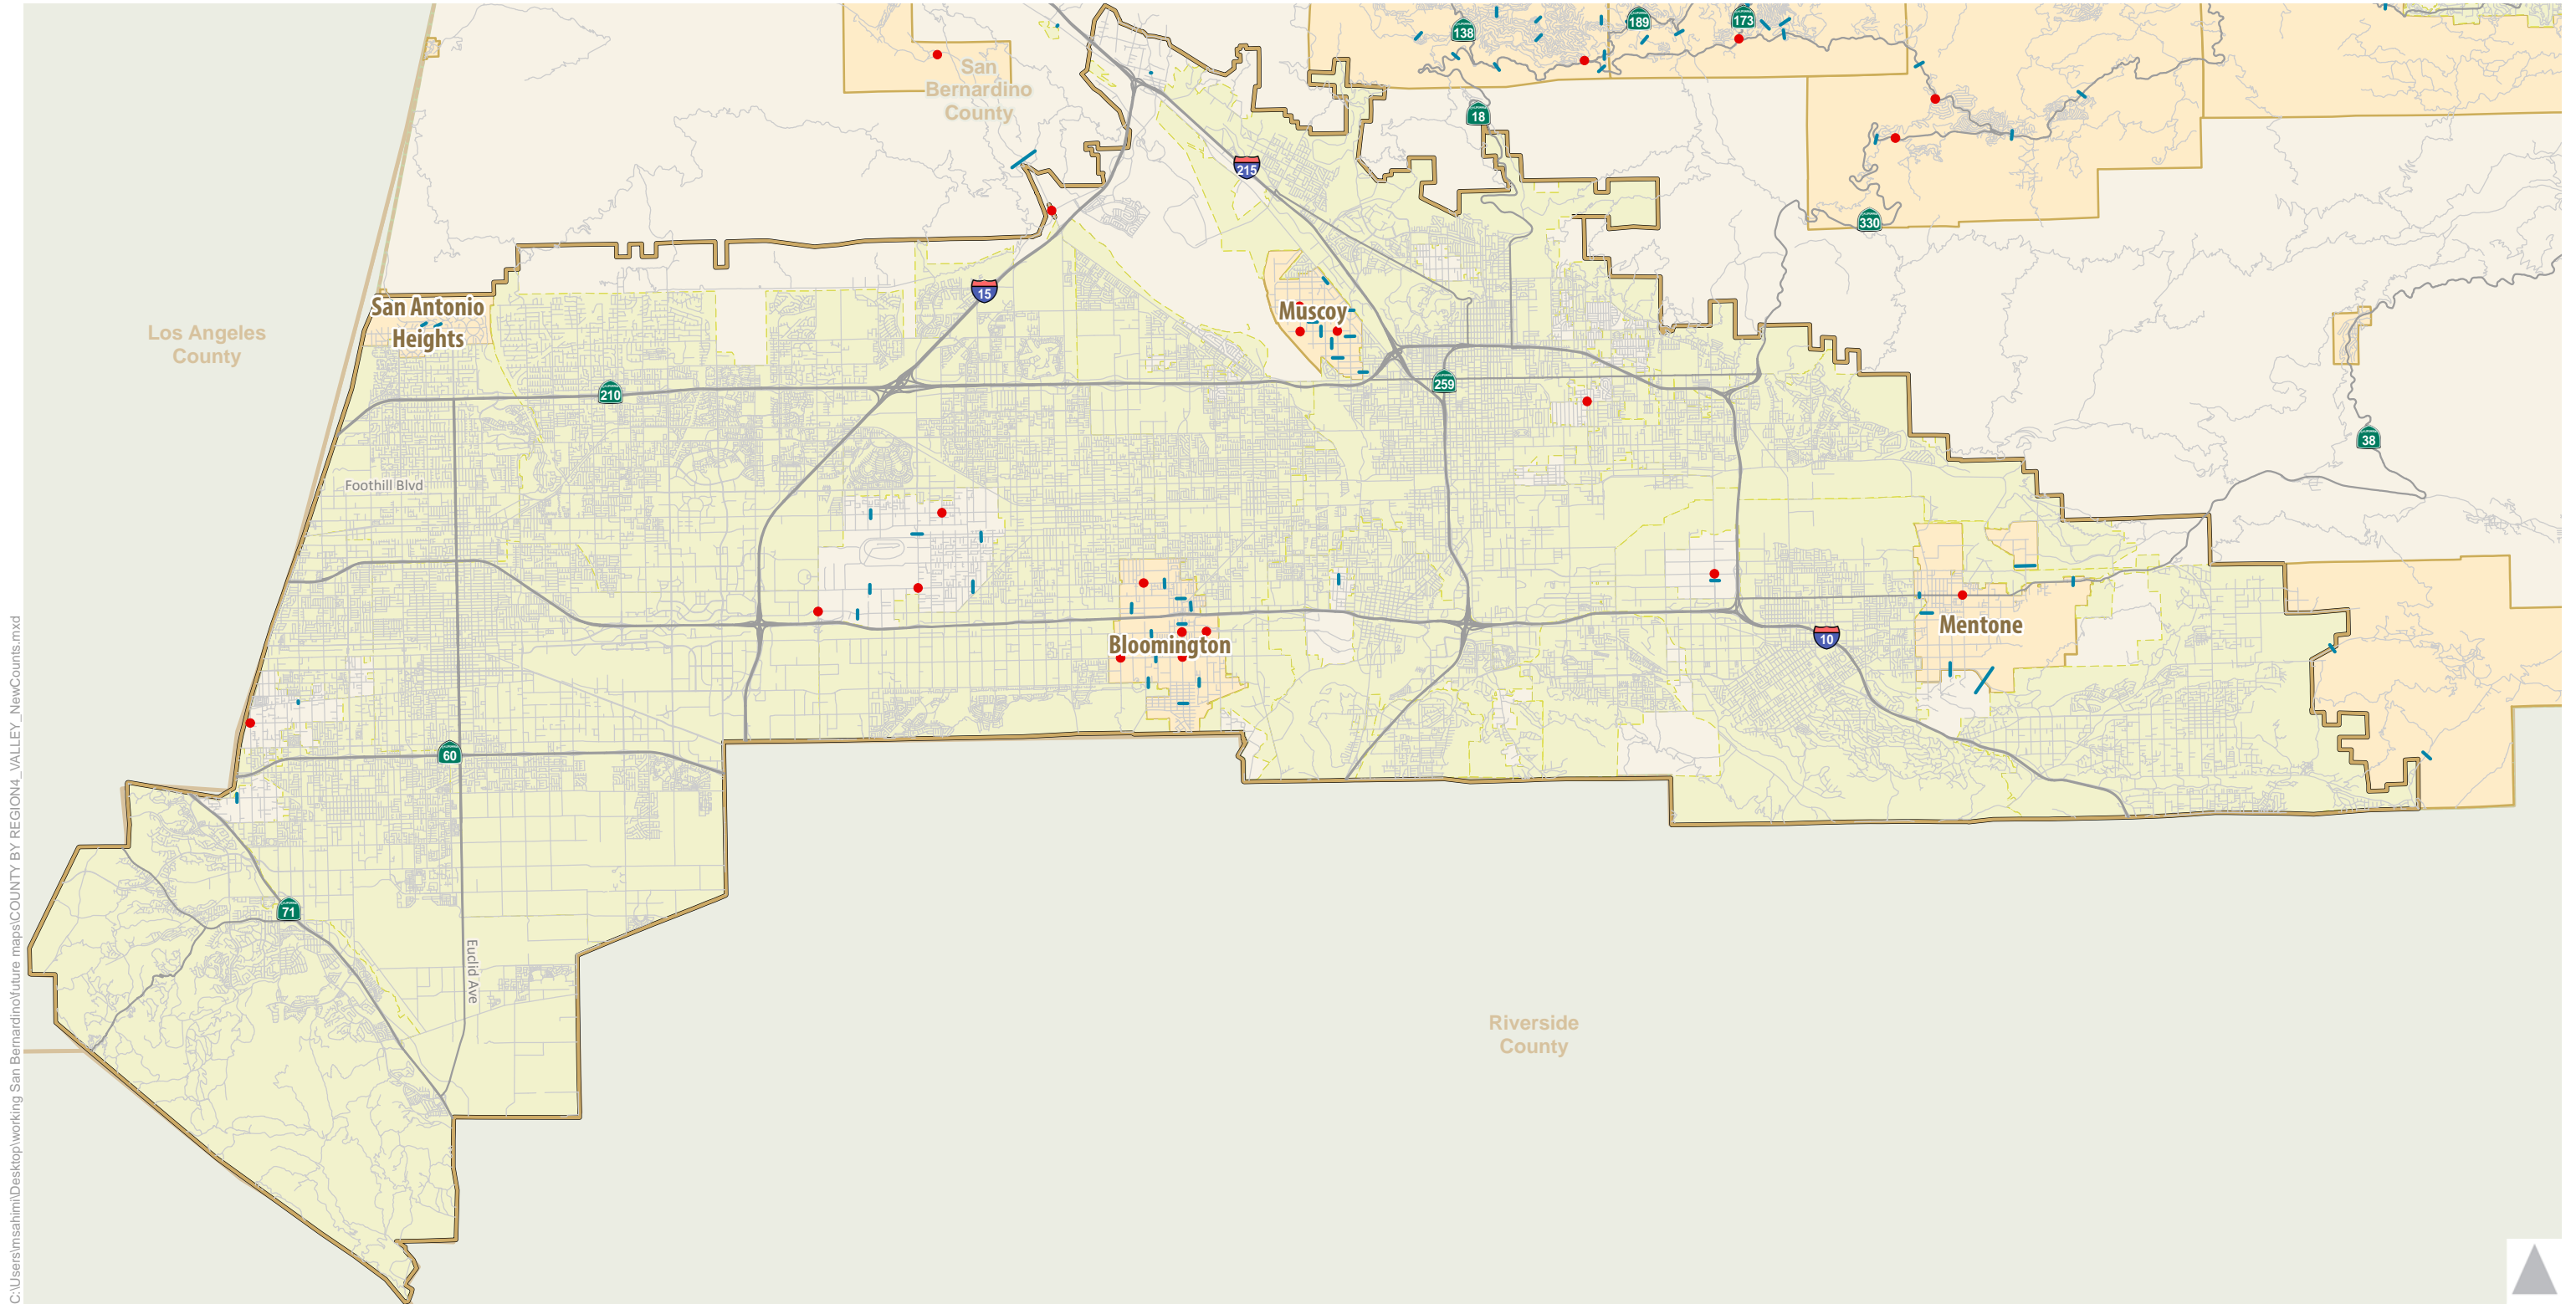 138
189
173
San
Bernardino
County
18
215
330
15
San Antonio
Heights
Muscoy
Los Angeles
County
210
259
38
Foothill Blvd
Bloomington
Mentone
10
60
71
Euclid Ave
Riverside
County
C:\Users\msahimi\Desktop\working San Bernardino\future maps\COUNTY BY REGION4_VALLEY_NewCounts.mxd